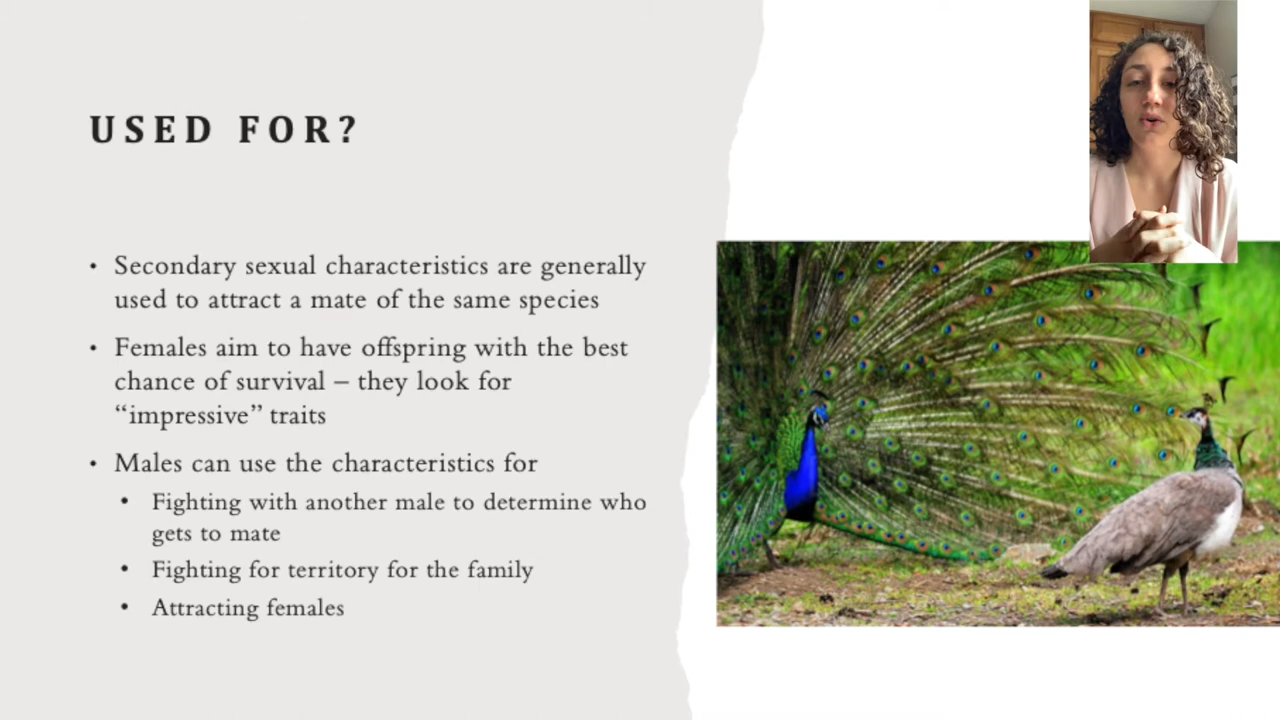 USED FOR?
• Secondary sexual characteristics are generally
used to attract a mate of the same species
• Females aim to have offspring with the best
chance of survival – they look for
“impressive” traits
• Males can use the characteristics for
• Fighting with another male to determine who
gets to mate
• Fighting for territory for the family
• Attracting females